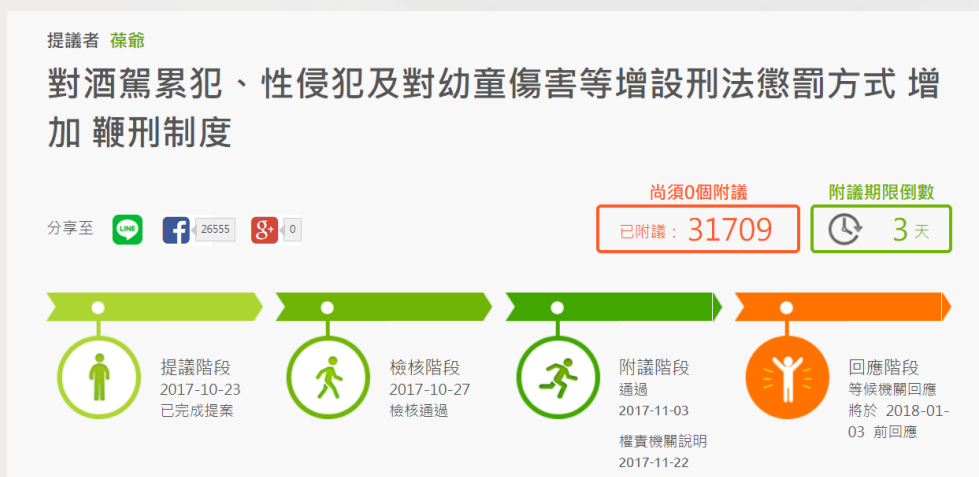 提議者 葆爺
對酒駕累犯、性侵犯及對幼童傷害等增設刑法懲罰方式 增
加 鞭刑制度
尚須0個附議
附議期限倒數
分享至
LINE
f
26555
g+
0
已附議： 31709
3 天
提議階段
2017-10-23
已完成提案
檢核階段
2017-10-27
檢核通過
附議階段
通過
2017-11-03
權責機關說明
2017-11-22
回應階段
等候機關回應
將於 2018-01-
03 前回應